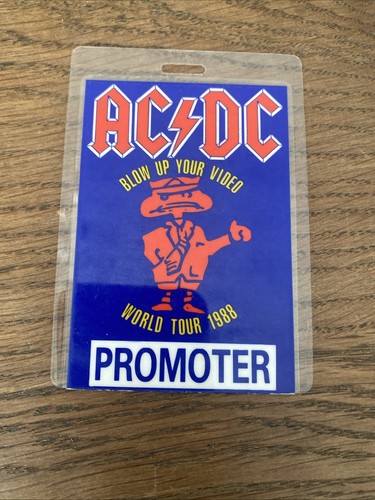 AC⚡DC
BLOW UP YOUR VIDEO
WORLD TOUR 1988
PROMOTER